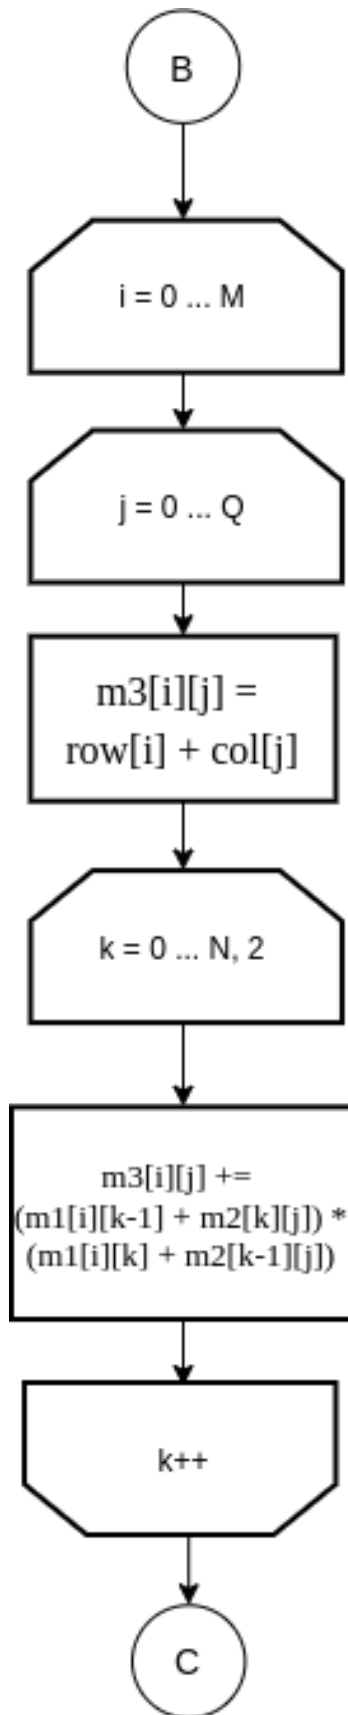 B
i = 0 ... M
j = 0 ... Q
m3[i][j] =
row[i] + col[j]
k = 0 ... N, 2
m3[i][j] +=
(m1[i][k-1] + m2[k][j]) *
(m1[i][k] + m2[k-1][j])
k++
C